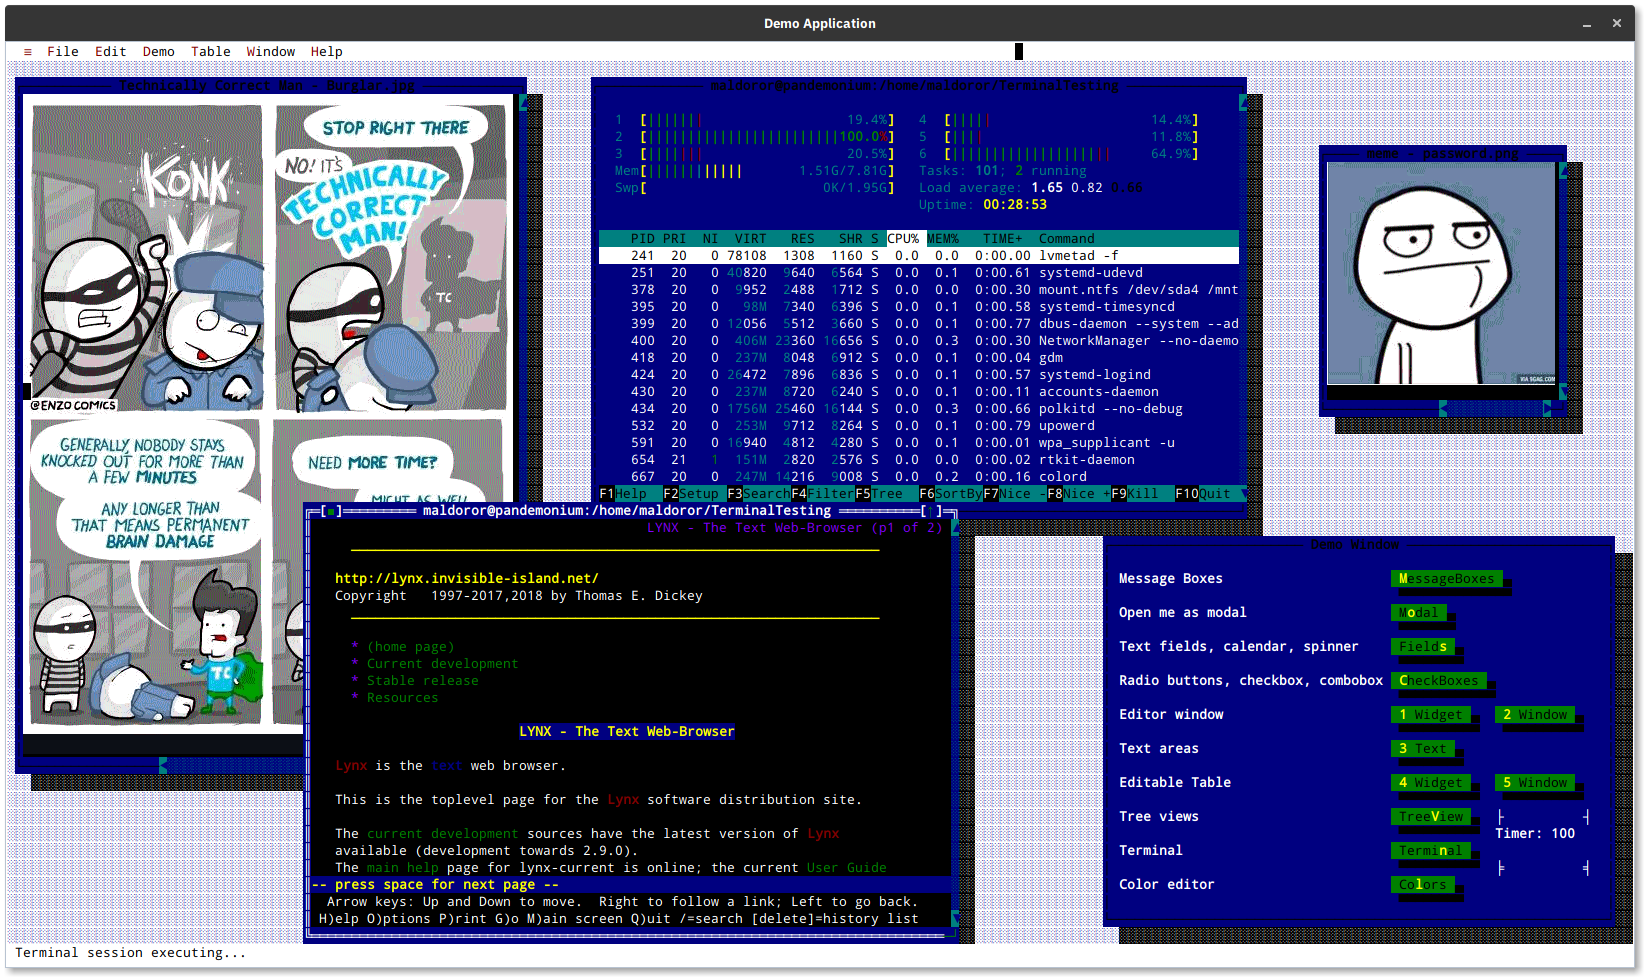 Demo Application
≡ File Edit Demo Table Window Help
Technically Correct Man - Burglar.jpg
KONK
STOP RIGHT THERE
NO! IT'S
TECHNICALLY
CORRECT
MAN!
TC
@ENZO COMICS
GENERALLY, NOBODY STAYS
KNOCKED OUT FOR MORE THAN
A FEW MINUTES
ANY LONGER THAN
THAT MEANS PERMANENT
BRAIN DAMAGE
TC
NEED MORE TIME?
MIGHT AS WELL
maldoror@pandemonium:/home/maldoror/TerminalTesting
1 [||||||| 19.4%] 4 [||||| 14.4%]
2 [||||||||||||||||||||||||100.0%] 5 [|||| 11.8%]
3 [||||||| 20.5%] 6 [|||||||||||||||||||| 64.9%]
Mem[|||||||||||| 1.51G/7.81G] Tasks: 101; 2 running
Swp[ 0K/1.95G] Load average: 1.65 0.82 0.66
Uptime: 00:28:53
PID PRI NI VIRT RES SHR S CPU% MEM% TIME+ Command
241 20 0 78108 1308 1160 S 0.0 0.0 0:00.00 lvmetad -f
251 20 0 40820 9640 6564 S 0.0 0.1 0:00.61 systemd-udevd
378 20 0 9952 2488 1712 S 0.0 0.0 0:00.30 mount.ntfs /dev/sda4 /mnt
395 20 0 98M 7340 6396 S 0.0 0.1 0:00.58 systemd-timesyncd
399 20 0 12056 5512 3660 S 0.0 0.1 0:00.77 dbus-daemon --system --ad
400 20 0 406M 23360 16656 S 0.0 0.3 0:00.30 NetworkManager --no-daemo
418 20 0 237M 8048 6912 S 0.0 0.1 0:00.04 gdm
424 20 0 26472 7896 6836 S 0.0 0.1 0:00.57 systemd-logind
430 20 0 237M 8720 6240 S 0.0 0.1 0:00.11 accounts-daemon
434 20 0 1756M 25460 16144 S 0.0 0.3 0:00.66 polkitd --no-debug
532 20 0 253M 9712 8264 S 0.0 0.1 0:00.79 upowerd
591 20 0 16940 4812 4280 S 0.0 0.1 0:00.01 wpa_supplicant -u
654 21 1 151M 2820 2576 S 0.0 0.0 0:00.02 rtkit-daemon
667 20 0 247M 14216 9008 S 0.0 0.2 0:00.16 colord
F1Help F2Setup F3SearchF4FilterF5Tree F6SortByF7Nice -F8Nice +F9Kill F10Quit
meme - password.png
VIA 9GAG.COM
maldoror@pandemonium:/home/maldoror/TerminalTesting
LYNX - The Text Web-Browser (p1 of 2)
http://lynx.invisible-island.net/
Copyright 1997-2017,2018 by Thomas E. Dickey
* (home page)
* Current development
* Stable release
* Resources
LYNX - The Text Web-Browser
Lynx is the text web browser.
This is the toplevel page for the Lynx software distribution site.
The current development sources have the latest version of Lynx
available (development towards 2.9.0).
The main help page for lynx-current is online; the current User Guide
-- press space for next page --
Arrow keys: Up and Down to move. Right to follow a link; Left to go back.
H)elp O)ptions P)rint G)o M)ain screen Q)uit /=search [delete]=history list
Demo Window
Message Boxes MessageBoxes
Open me as modal Modal
Text fields, calendar, spinner Fields
Radio buttons, checkbox, combobox CheckBoxes
Editor window 1 Widget 2 Window
Text areas 3 Text
Editable Table 4 Widget 5 Window
Tree views TreeView
Timer: 100
Terminal Terminal
Color editor Colors
Terminal session executing...